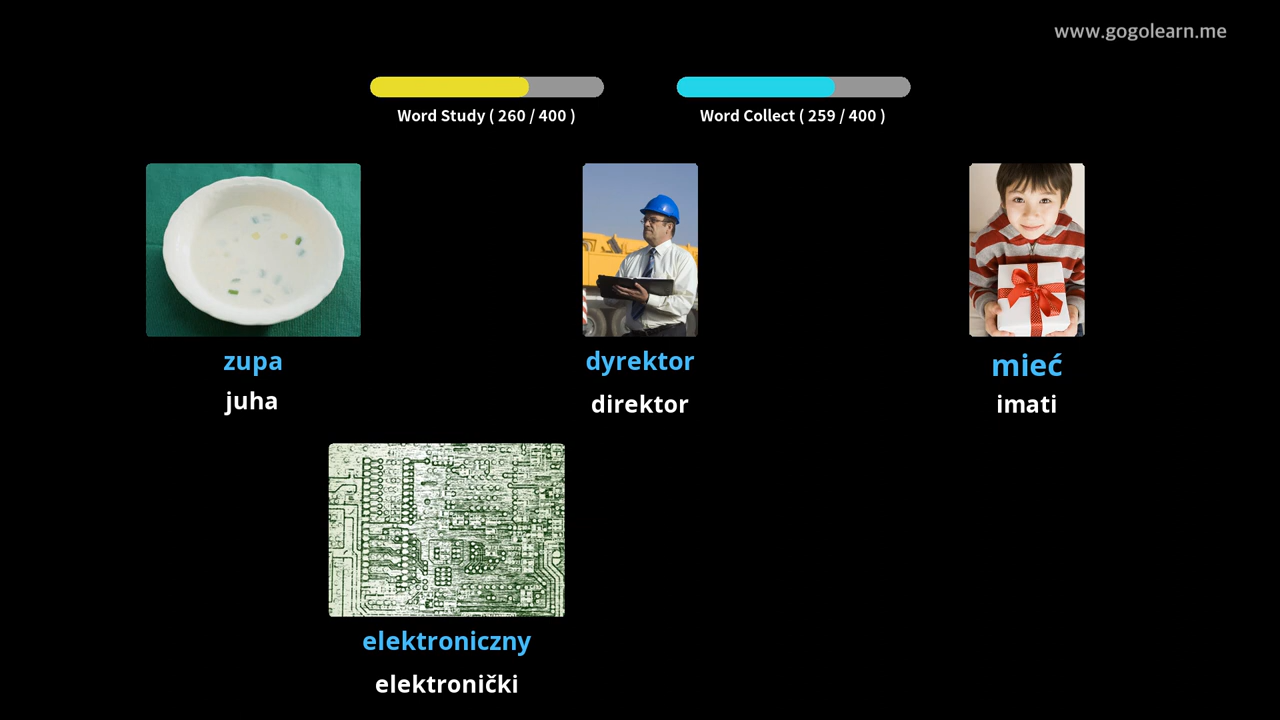 www.gogolearn.me
Word Study ( 260 / 400 )
Word Collect ( 259 / 400 )
zupa
juha
dyrektor
direktor
mieć
imati
elektroniczny
elektronički